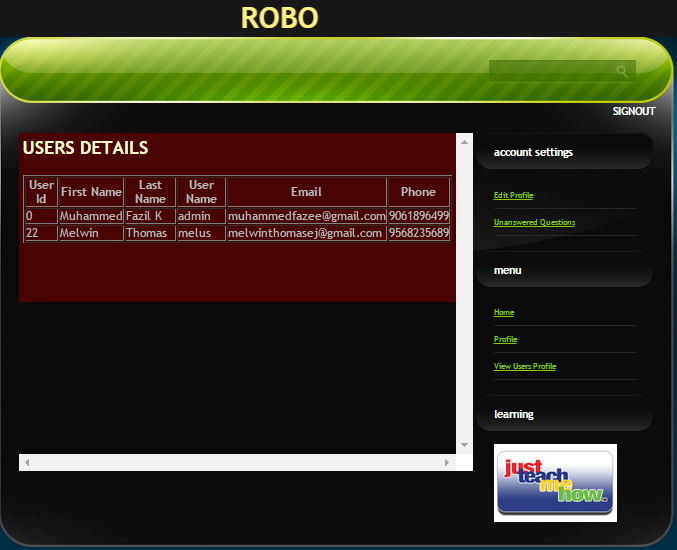 ROBO
SIGNOUT
USERS DETAILS
User Id First Name Last Name User Name Email Phone
0 Muhammed Fazil K admin muhammedfazee@gmail.com 9061896499
22 Melwin Thomas melus melwinthomasej@gmail.com 9568235689
account settings
Edit Profile
Unanswered Questions
menu
Home
Profile
View Users Profile
learning
just
teach
me
how.